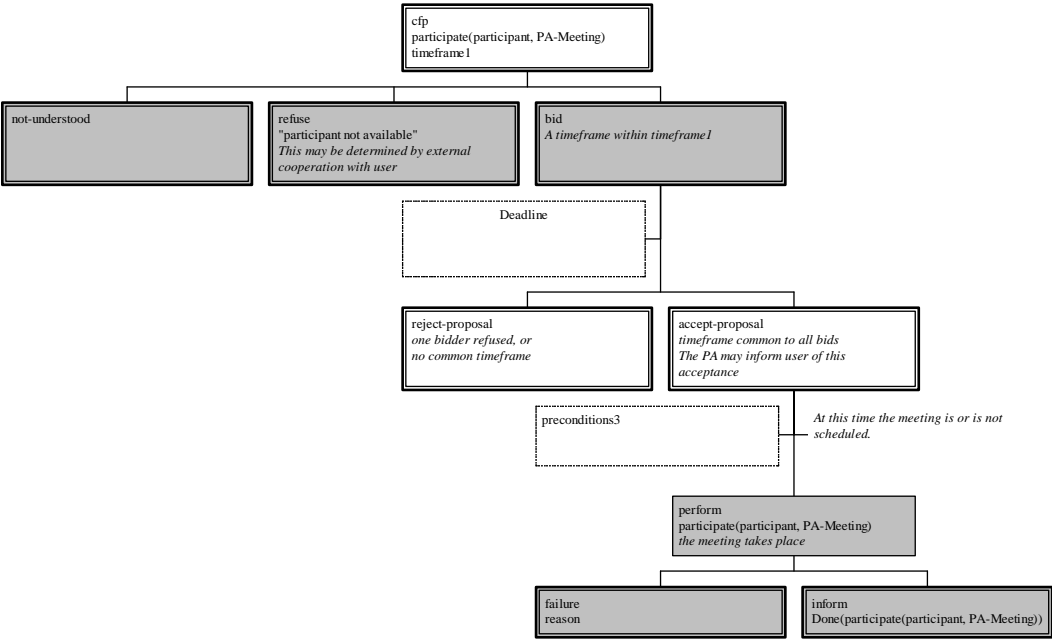 cfp
participate(participant, PA-Meeting)
timeframe1
not-understood
refuse
"participant not available"
This may be determined by external
cooperation with user
bid
A timeframe within timeframe1
Deadline
reject-proposal
one bidder refused, or
no common timeframe
accept-proposal
timeframe common to all bids
The PA may inform user of this
acceptance
preconditions3
At this time the meeting is or is not
scheduled.
perform
participate(participant, PA-Meeting)
the meeting takes place
failure
reason
inform
Done(participate(participant, PA-Meeting))